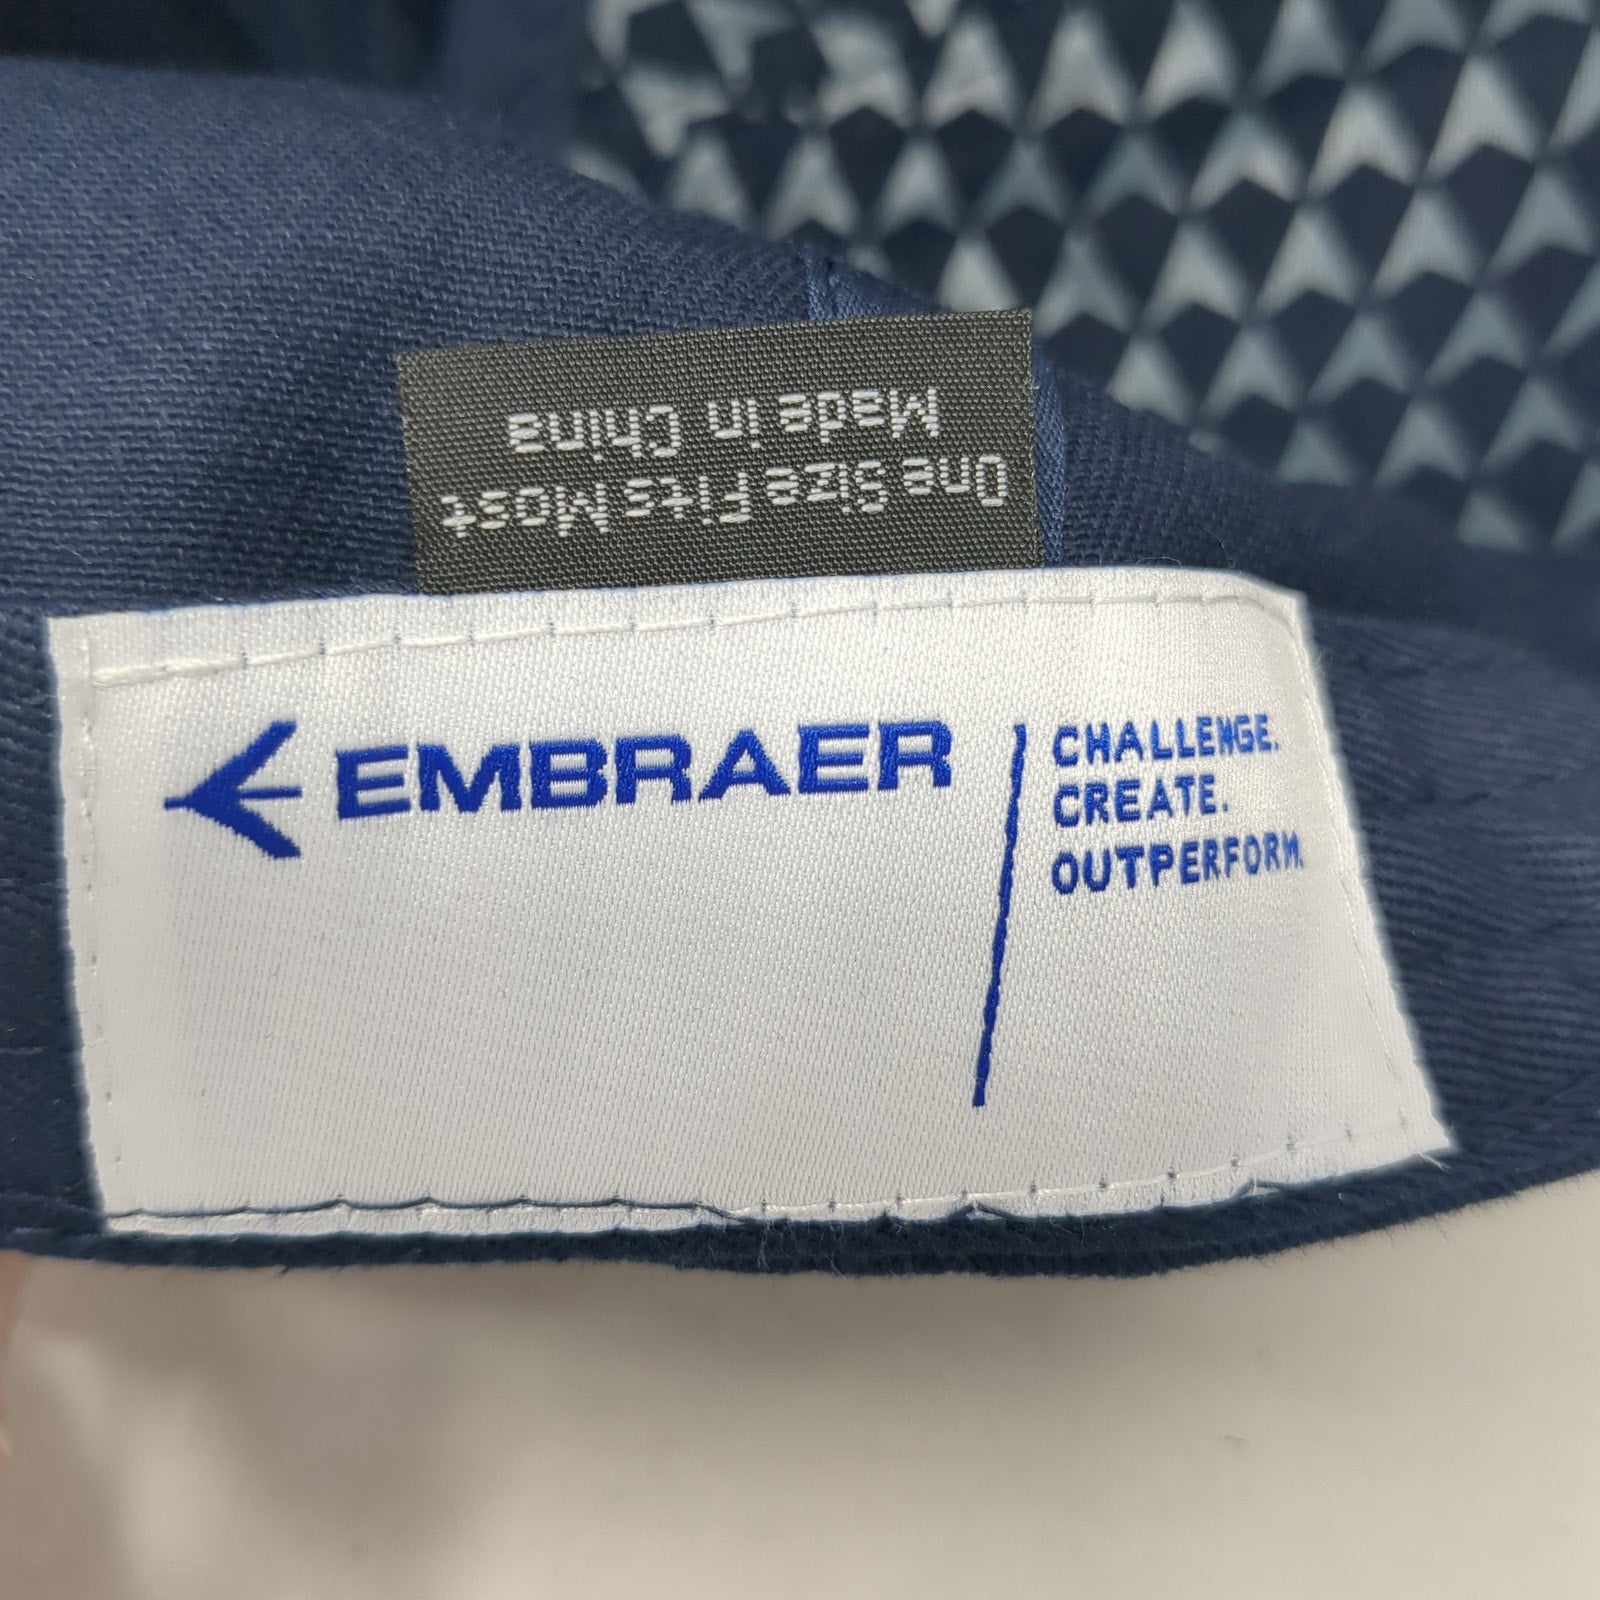 One Size Fits Most
Made in China
EMBRAER
CHALLENGE.
CREATE.
OUTPERFORM.